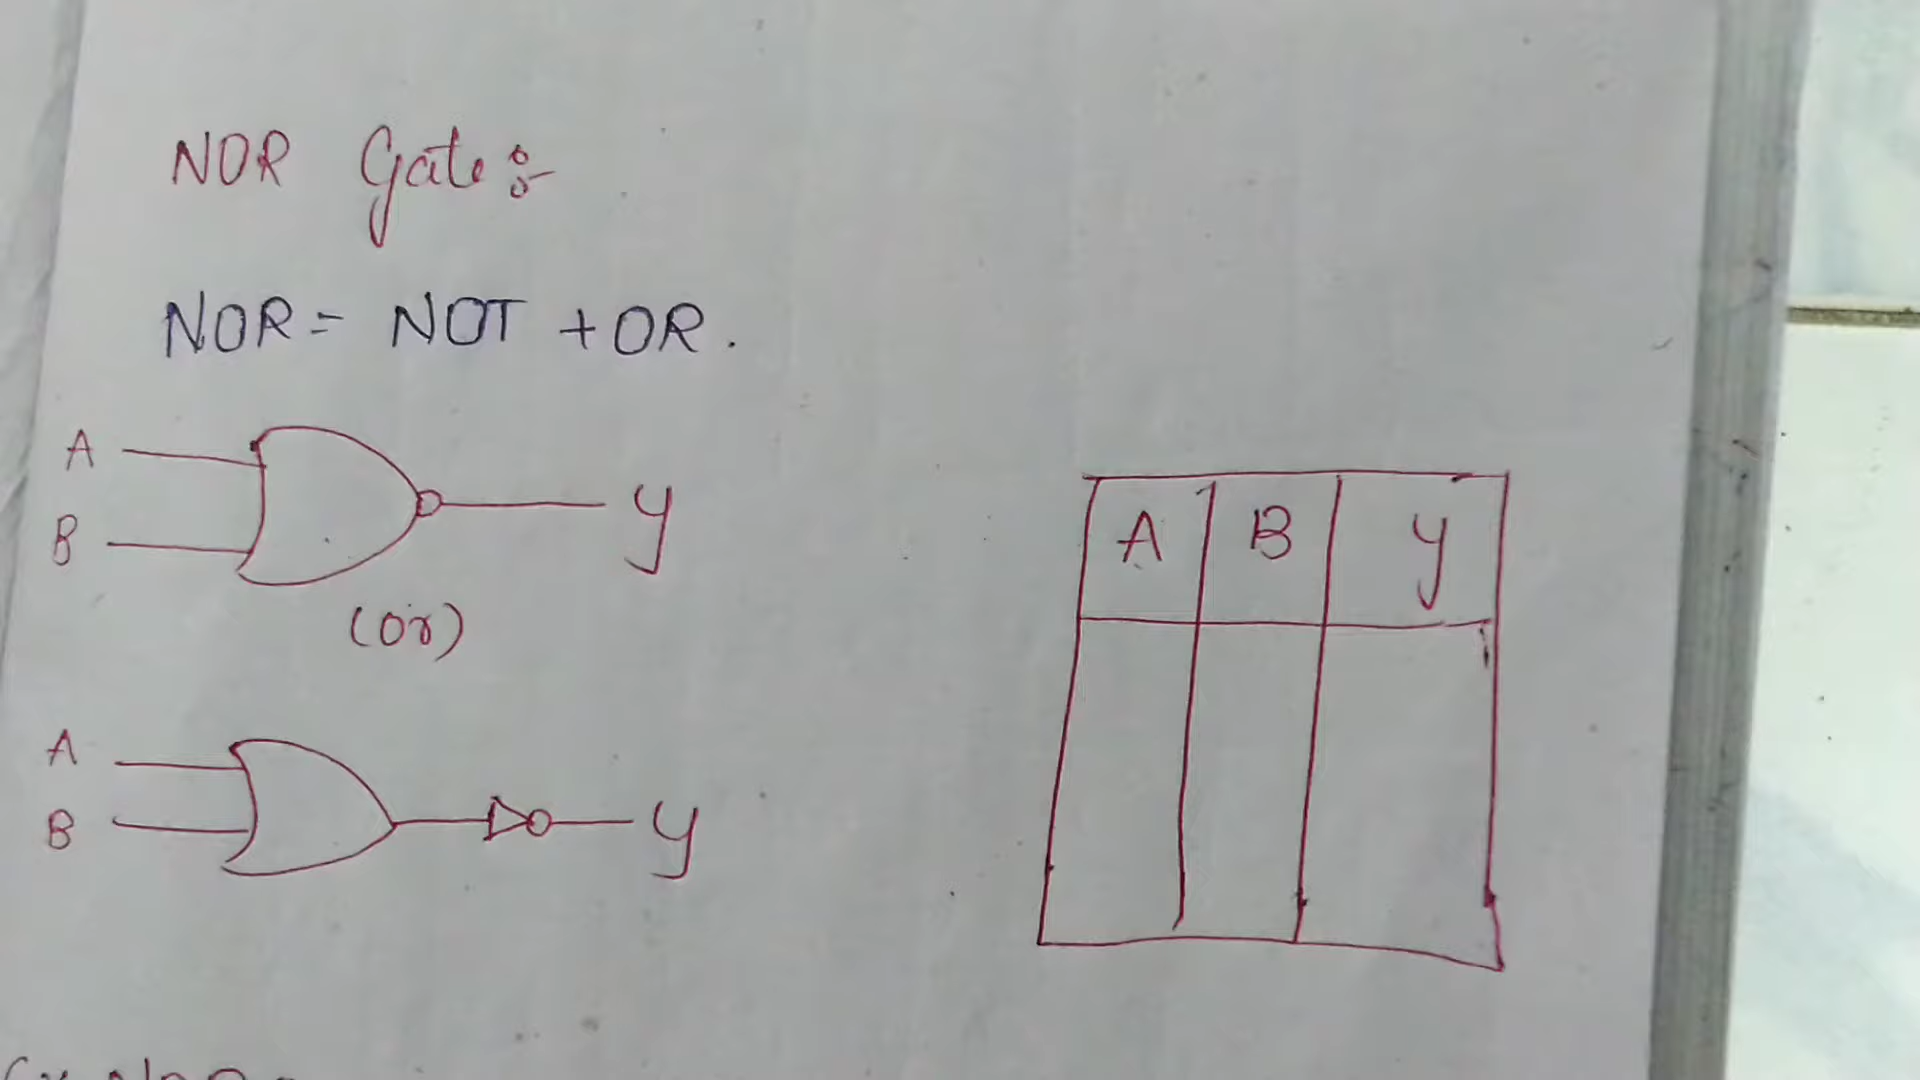 NOR Gate :-
NOR = NOT + OR.
A
B
y
(or)
A
B
y
A B y